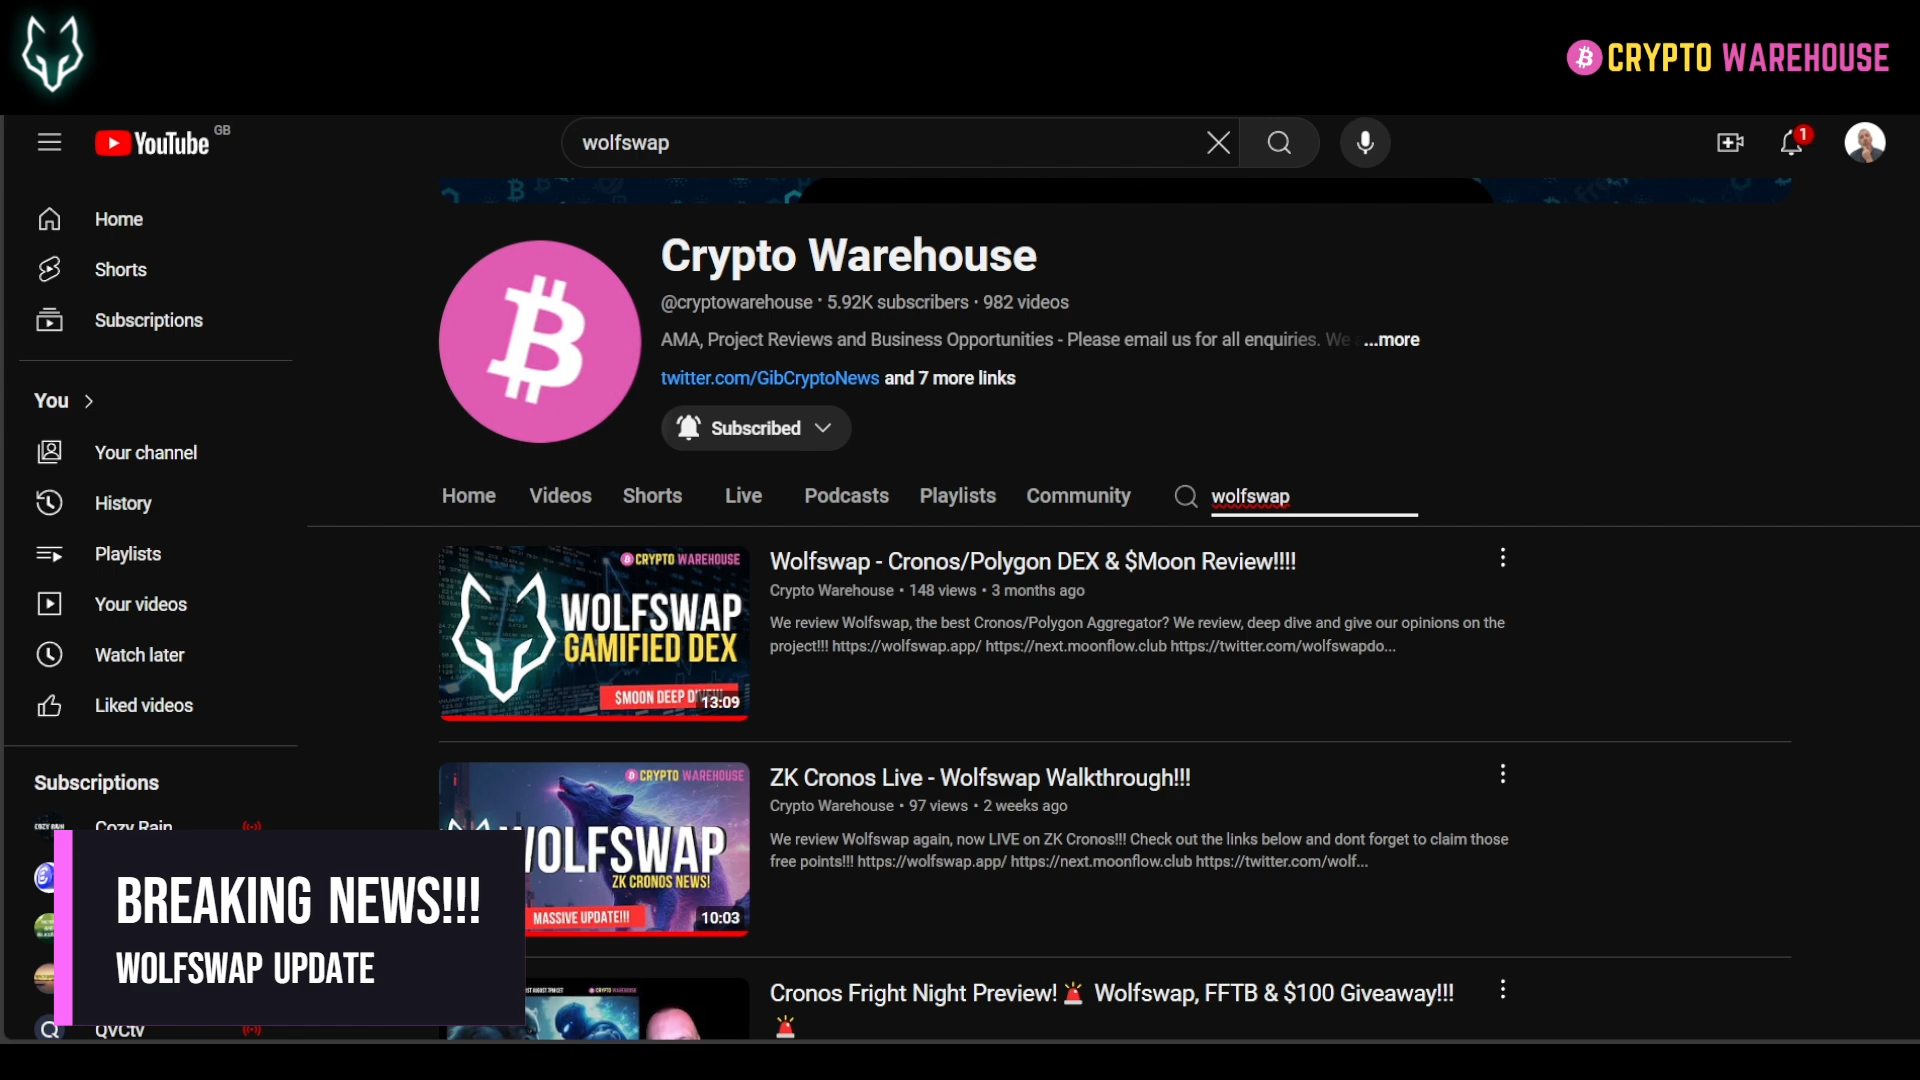 CRYPTO WAREHOUSE
YouTube GB
wolfswap
1
Home
Shorts
Subscriptions
You
Your channel
History
Playlists
Your videos
Watch later
Liked videos
Subscriptions
Cozy Rain
QVCtv
Crypto Warehouse
@cryptowarehouse • 5.92K subscribers • 982 videos
AMA, Project Reviews and Business Opportunities - Please email us for all enquiries. We ...more
twitter.com/GibCryptoNews and 7 more links
Subscribed
Home Videos Shorts Live Podcasts Playlists Community wolfswap
CRYPTO WAREHOUSE
WOLFSWAP
GAMIFIED DEX
$MOON DEEP
13:09
Wolfswap - Cronos/Polygon DEX & $Moon Review!!!!
Crypto Warehouse • 148 views • 3 months ago
We review Wolfswap, the best Cronos/Polygon Aggregator? We review, deep dive and give our opinions on the
project!!! https://wolfswap.app/ https://next.moonflow.club https://twitter.com/wolfswapdo...
CRYPTO WAREHOUSE
WOLFSWAP
ZK CRONOS NEWS!
MASSIVE UPDATE!!!
10:03
ZK Cronos Live - Wolfswap Walkthrough!!!
Crypto Warehouse • 97 views • 2 weeks ago
We review Wolfswap again, now LIVE on ZK Cronos!!! Check out the links below and dont forget to claim those
free points!!! https://wolfswap.app/ https://next.moonflow.club https://twitter.com/wolf...
CRYPTO WAREHOUSE
Cronos Fright Night Preview! 🚨 Wolfswap, FFTB & $100 Giveaway!!!
🚨
BREAKING NEWS!!!
WOLFSWAP UPDATE